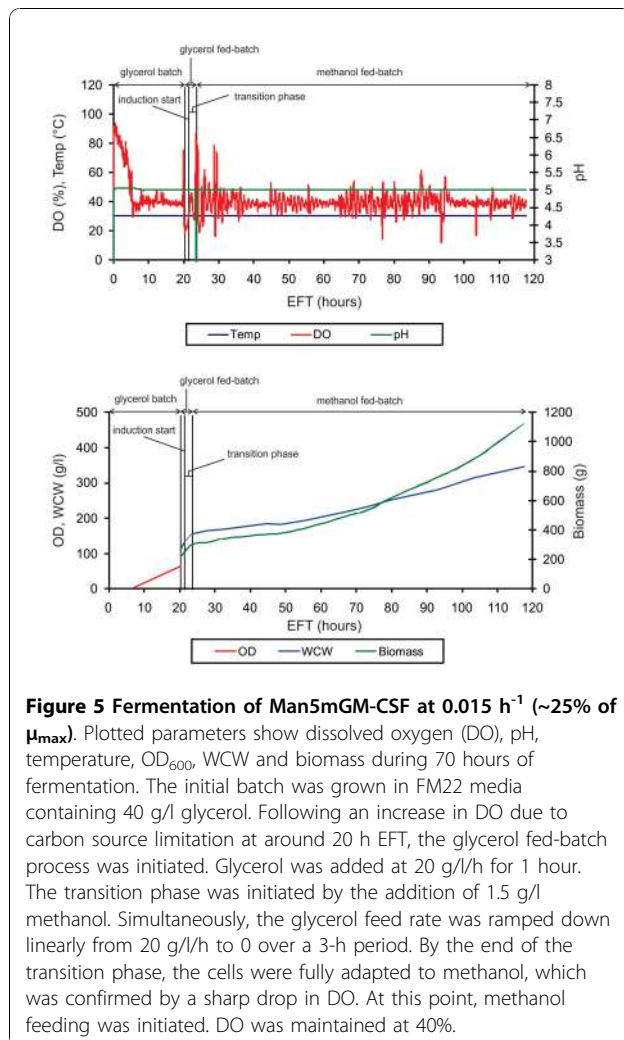 glycerol fed-batch
glycerol batch
methanol fed-batch
induction start
transition phase
120
100
80
60
40
20
0
DO (%), Temp (°C)
8
7.5
7
6.5
6
5.5
5
4.5
4
3.5
3
pH
0 10 20 30 40 50 60 70 80 90 100 110 120
EFT (hours)
Temp DO pH
glycerol fed-batch
glycerol batch
methanol fed-batch
induction start
transition phase
500
400
300
200
100
0
OD, WCW (g/l)
1200
1000
800
600
400
200
0
Biomass (g)
0 10 20 30 40 50 60 70 80 90 100 110 120
EFT (hours)
OD WCW Biomass
Figure 5 Fermentation of Man5mGM-CSF at 0.015 h⁻¹ (~25% of
μmax). Plotted parameters show dissolved oxygen (DO), pH,
temperature, OD₆₀₀, WCW and biomass during 70 hours of
fermentation. The initial batch was grown in FM22 media
containing 40 g/l glycerol. Following an increase in DO due to
carbon source limitation at around 20 h EFT, the glycerol fed-batch
process was initiated. Glycerol was added at 20 g/l/h for 1 hour.
The transition phase was initiated by the addition of 1.5 g/l
methanol. Simultaneously, the glycerol feed rate was ramped down
linearly from 20 g/l/h to 0 over a 3-h period. By the end of the
transition phase, the cells were fully adapted to methanol, which
was confirmed by a sharp drop in DO. At this point, methanol
feeding was initiated. DO was maintained at 40%.